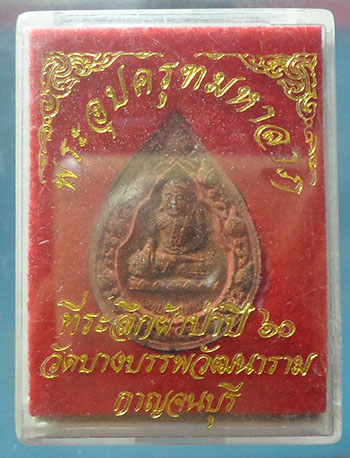 พระอุปครุฑมหาลาภ
ที่ระลึกผ้าป่าปี ๖๐
วัดบางบรรพวัฒนาราม
กาญจนบุรี